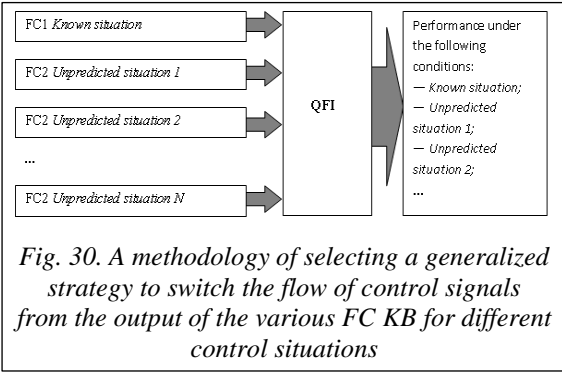 FC1 Known situation
FC2 Unpredicted situation 1
FC2 Unpredicted situation 2
...
FC2 Unpredicted situation N
QFI
Performance under
the following
conditions:
— Known situation;
— Unpredicted
situation 1;
— Unpredicted
situation 2;
...
Fig. 30. A methodology of selecting a generalized
strategy to switch the flow of control signals
from the output of the various FC KB for different
control situations